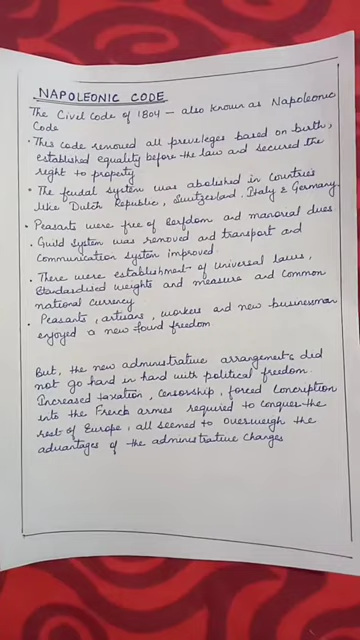 NAPOLEONIC CODE
The Civil Code of 1804 - also known as Napoleonic
Code
• This code removed all previleges based on birth,
established equality before the law and secured the
right to property
• The feudal system was abolished in Countries
like Dutch Republic, Switzerland, Italy & Germany
• Peasants were free of serfdom and manorial dues
• Guild system was removed and transport and
communication system improved.
• There were establishment of universal laws,
Standardised weights and measure and common
national currency
• Peasants, artisans, workers and new businessman
enjoyed a new found freedom
But, the new administrative arrangements did
not go hand in hand with political freedom.
Increased taxation, censorship, forced Concription
into the French armies required to conquer the
rest of Europe, all seemed to overweigh the
advantages of the administrative changes